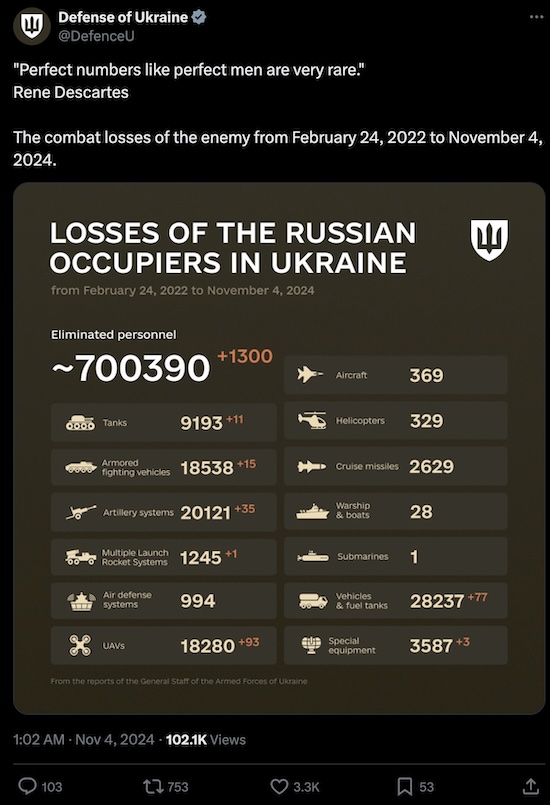 Defense of Ukraine
@DefenceU
"Perfect numbers like perfect men are very rare."
Rene Descartes
The combat losses of the enemy from February 24, 2022 to November 4,
2024.
LOSSES OF THE RUSSIAN
OCCUPIERS IN UKRAINE
from February 24, 2022 to November 4, 2024
Eliminated personnel
~700390 +1300
Tanks 9193 +11
Armored
fighting vehicles 18538 +15
Artillery systems 20121 +35
Multiple Launch
Rocket Systems 1245 +1
Air defense
systems 994
UAVs 18280 +93
Aircraft 369
Helicopters 329
Cruise missiles 2629
Warship
& boats 28
Submarines 1
Vehicles
& fuel tanks 28237 +77
Special
equipment 3587 +3
From the reports of the General Staff of the Armed Forces of Ukraine
1:02 AM · Nov 4, 2024 · 102.1K Views
103 753 3.3K 53